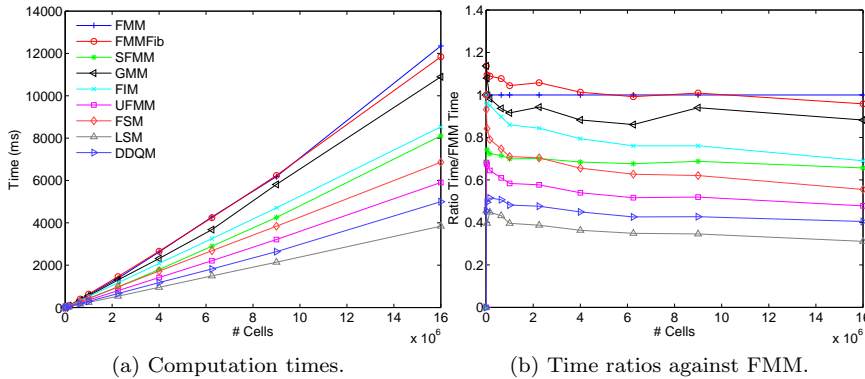 14000
12000
10000
8000
6000
4000
2000
0
Time (ms)
FMM
FMMFib
SFMM
GMM
FIM
UFMM
FSM
LSM
DDQM
0 2 4 6 8 10 12 14 16
# Cells
x 10^6
(a) Computation times.
1.4
1.2
1
0.8
0.6
0.4
0.2
0
Ratio Time/FMM Time
0 2 4 6 8 10 12 14 16
# Cells
x 10^6
(b) Time ratios against FMM.